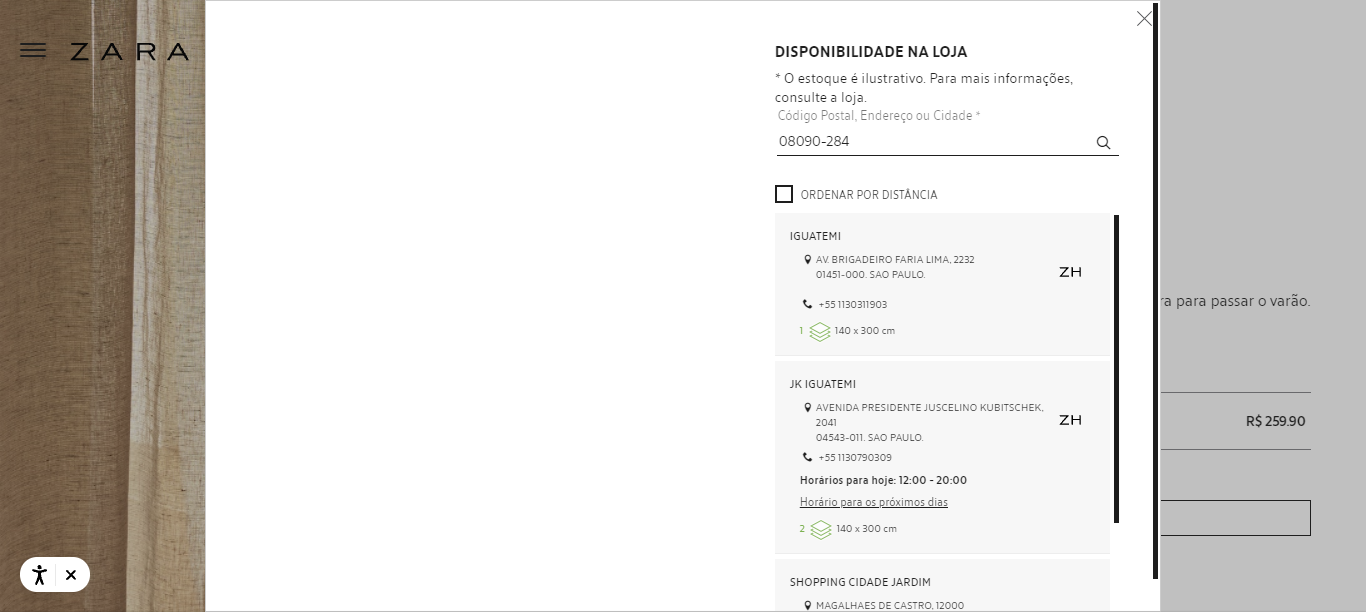 ZARA
DISPONIBILIDADE NA LOJA
* O estoque é ilustrativo. Para mais informações,
consulte a loja.
Código Postal, Endereço ou Cidade *
08090-284
ORDENAR POR DISTÂNCIA
IGUATEMI
AV. BRIGADEIRO FARIA LIMA, 2232
01451-000. SAO PAULO.
ZH
+55 1130311903
1 140 x 300 cm
JK IGUATEMI
AVENIDA PRESIDENTE JUSCELINO KUBITSCHEK,
2041
04543-011. SAO PAULO.
ZH
+55 1130790309
Horários para hoje: 12:00 - 20:00
Horário para os próximos dias
2 140 x 300 cm
SHOPPING CIDADE JARDIM
MAGALHAES DE CASTRO, 12000
para passar o varão.
R$ 259.90